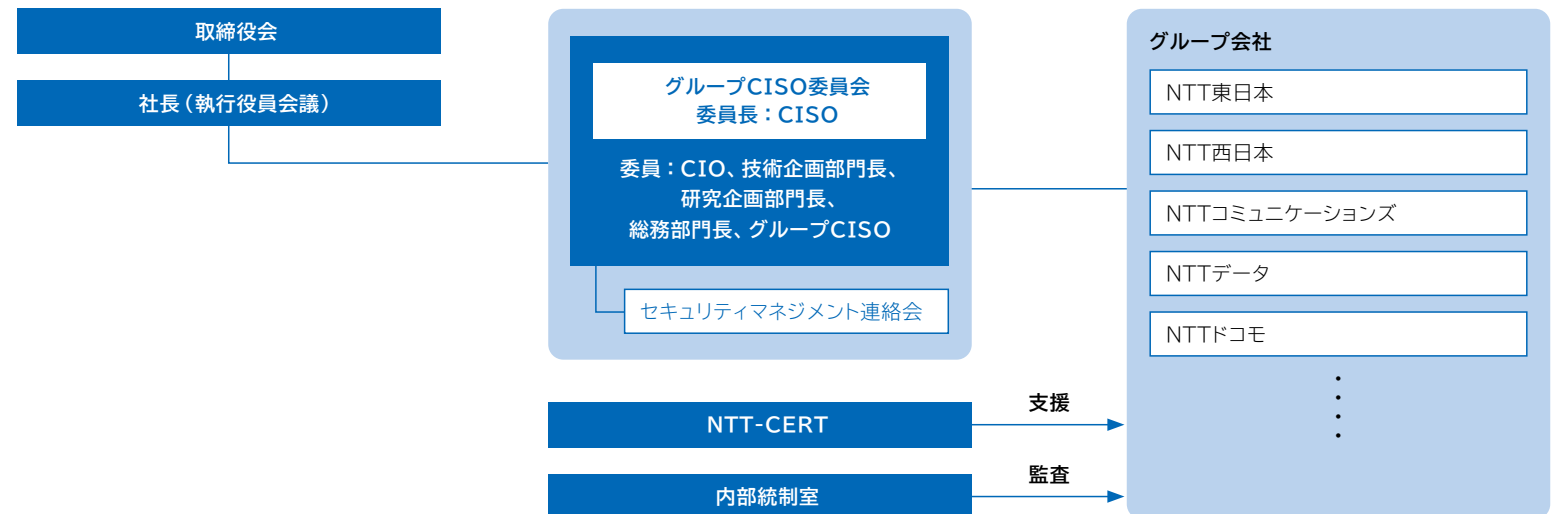 取締役会
社長（執行役員会議）
グループCISO委員会
委員長：CISO
委員：CIO、技術企画部門長、
研究企画部門長、
総務部門長、グループCISO
セキュリティマネジメント連絡会
NTT-CERT
内部統制室
支援
監査
グループ会社
NTT東日本
NTT西日本
NTTコミュニケーションズ
NTTデータ
NTTドコモ
・
・
・
・